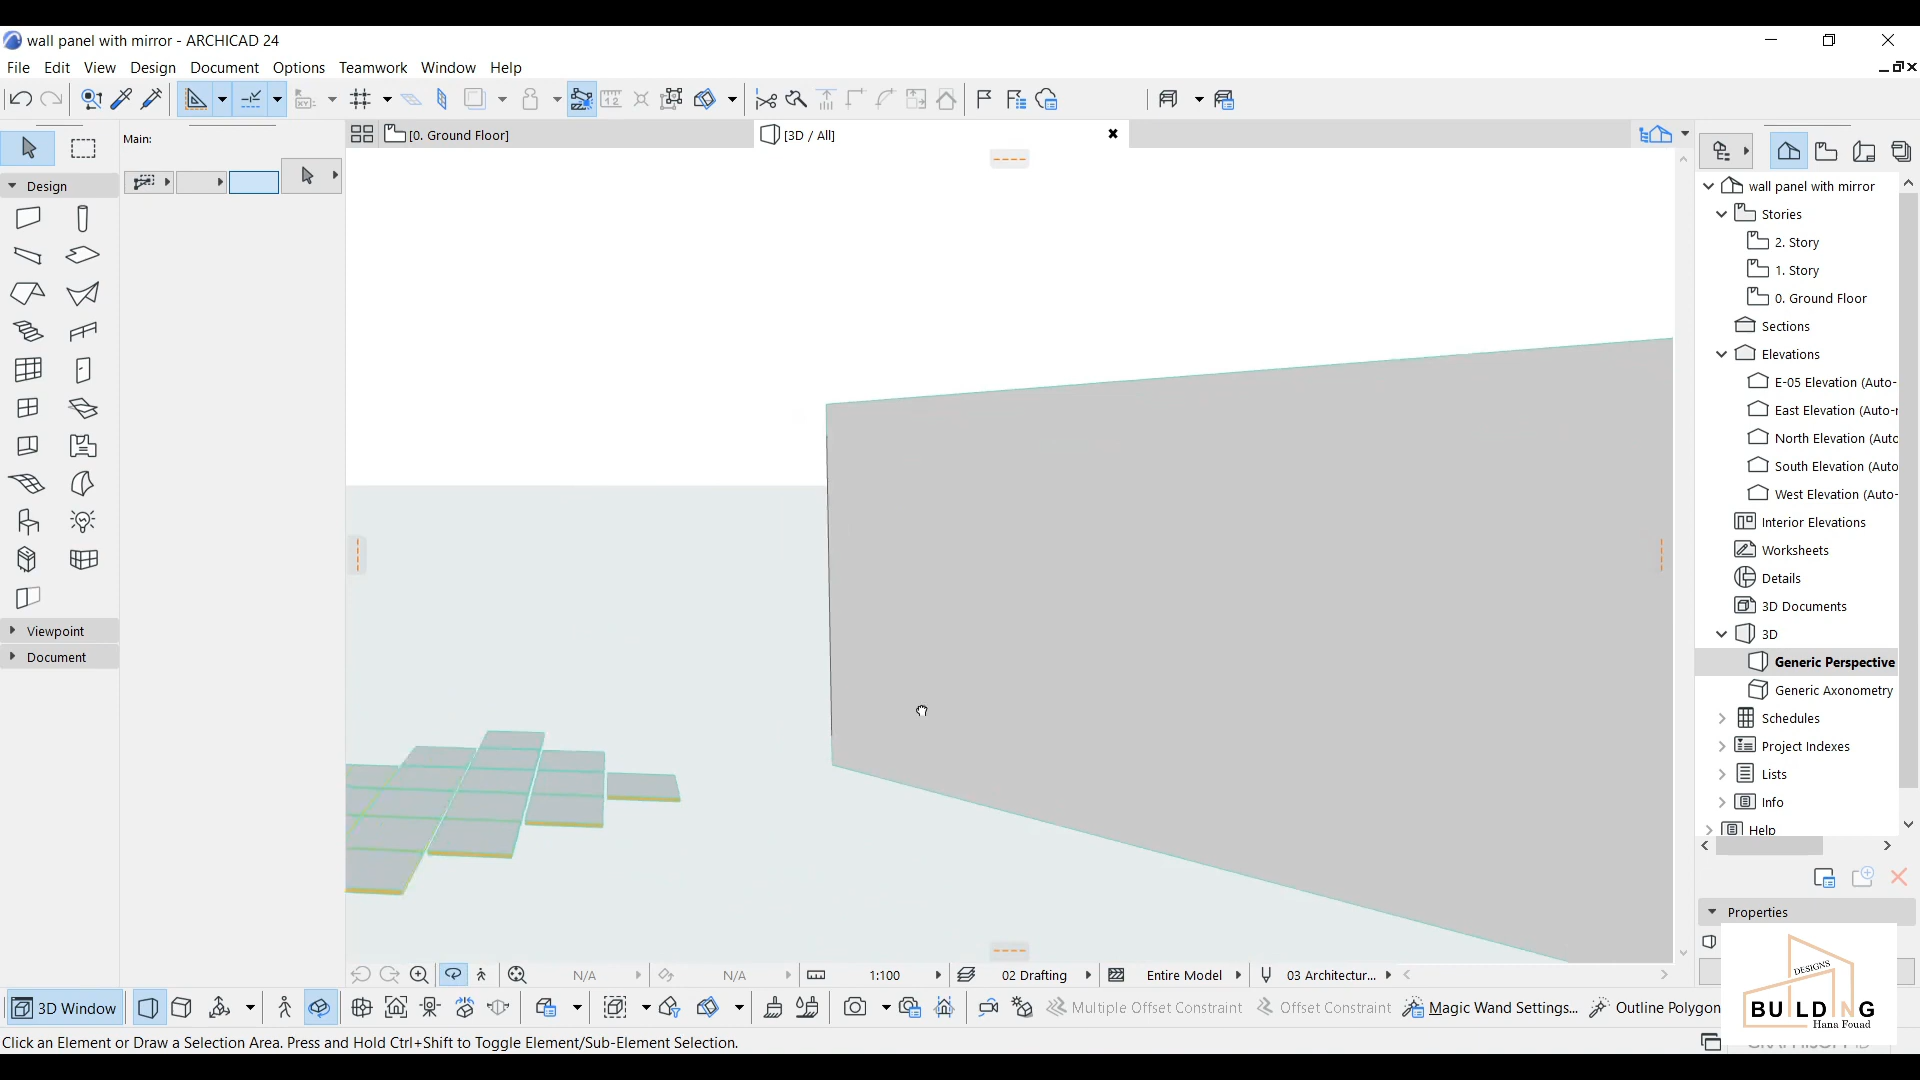 wall panel with mirror - ARCHICAD 24
File Edit View Design Document Options Teamwork Window Help
[0. Ground Floor]
[3D / All]
Main:
Design
Viewpoint
Document
wall panel with mirror
Stories
2. Story
1. Story
0. Ground Floor
Sections
Elevations
E-05 Elevation (Auto-
East Elevation (Auto-r
North Elevation (Autc
South Elevation (Auto
West Elevation (Auto-
Interior Elevations
Worksheets
Details
3D Documents
3D
Generic Perspective
Generic Axonometry
Schedules
Project Indexes
Lists
Info
Help
Properties
N/A
N/A
1:100
02 Drafting
Entire Model
03 Architectur...
3D Window
Multiple Offset Constraint
Offset Constraint
Magic Wand Settings...
Outline Polygon
DESIGNS
BUILDING
Hana Fouad
Click an Element or Draw a Selection Area. Press and Hold Ctrl+Shift to Toggle Element/Sub-Element Selection.